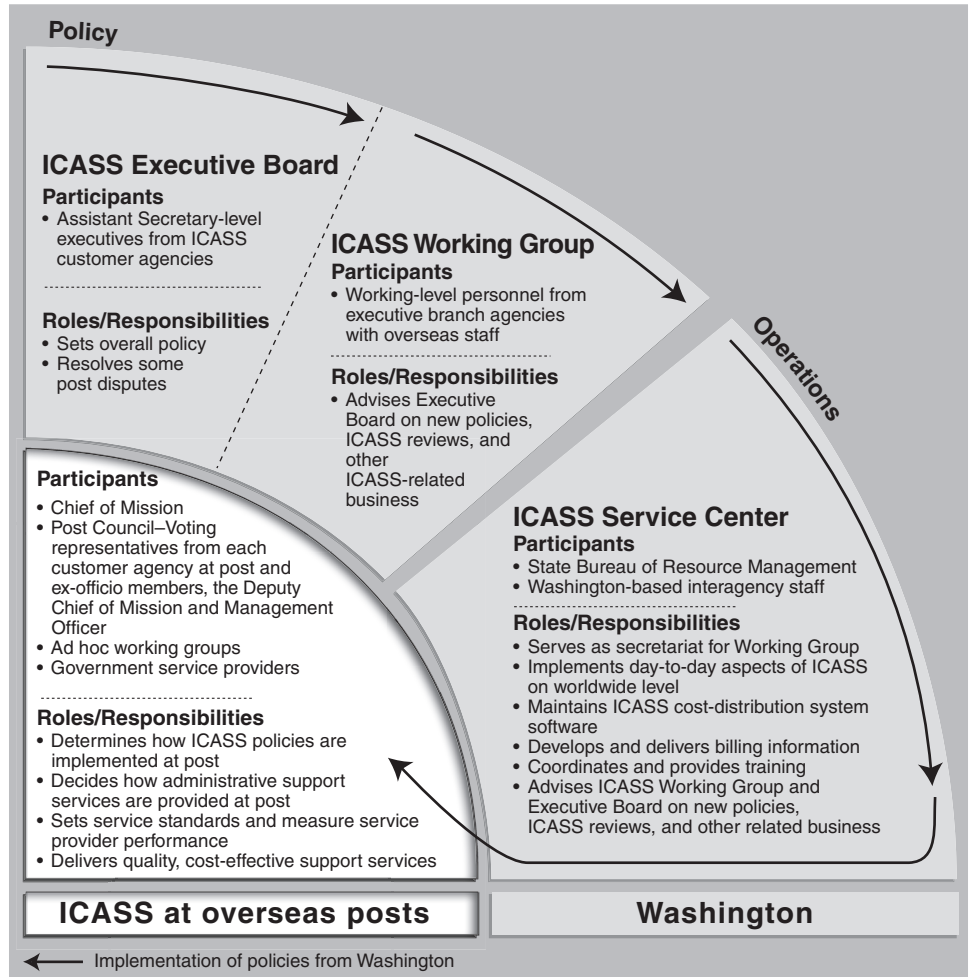 Policy
ICASS Executive Board
Participants
• Assistant Secretary-level
executives from ICASS
customer agencies
Roles/Responsibilities
• Sets overall policy
• Resolves some
post disputes
ICASS Working Group
Participants
• Working-level personnel from
executive branch agencies
with overseas staff
Roles/Responsibilities
• Advises Executive
Board on new policies,
ICASS reviews, and
other
ICASS-related
business
Operations
ICASS Service Center
Participants
• State Bureau of Resource Management
• Washington-based interagency staff
Roles/Responsibilities
• Serves as secretariat for Working Group
• Implements day-to-day aspects of ICASS
on worldwide level
• Maintains ICASS cost-distribution system
software
• Develops and delivers billing information
• Coordinates and provides training
• Advises ICASS Working Group and
Executive Board on new policies,
ICASS reviews, and other related business
Participants
• Chief of Mission
• Post Council–Voting
representatives from each
customer agency at post and
ex-officio members, the Deputy
Chief of Mission and Management
Officer
• Ad hoc working groups
• Government service providers
Roles/Responsibilities
• Determines how ICASS policies are
implemented at post
• Decides how administrative support
services are provided at post
• Sets service standards and measure service
provider performance
• Delivers quality, cost-effective support services
ICASS at overseas posts
Washington
Implementation of policies from Washington